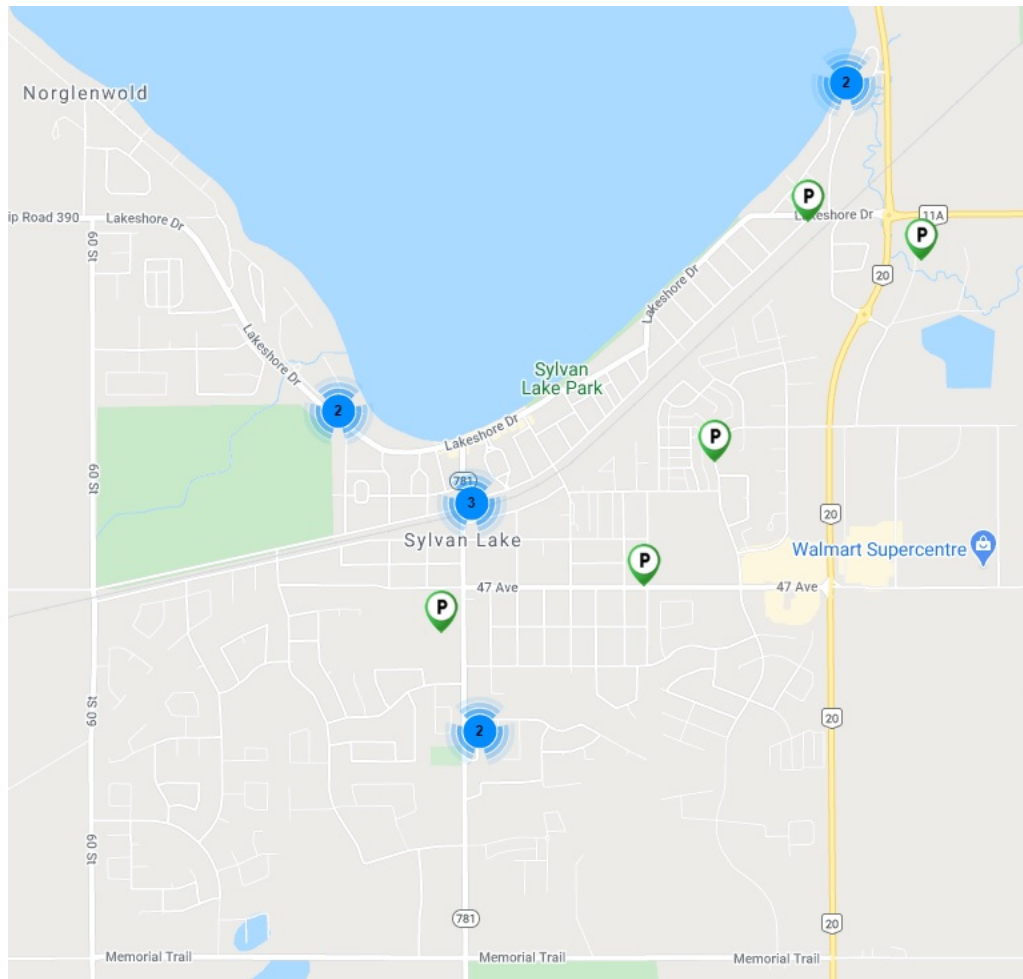 2
Norglenwold
P
ip Road 390
Lakeshore Dr
Lakeshore Dr
11A
P
60 St
20
Lakeshore Dr
Lakeshore Dr
Sylvan
Lake Park
2
Lakeshore Dr
P
60 St
781
3
20
Sylvan Lake
Walmart Supercentre
P
47 Ave
47 Ave
P
60 St
20
2
60 St
781
20
Memorial Trail
Memorial Trail
Memorial Trail